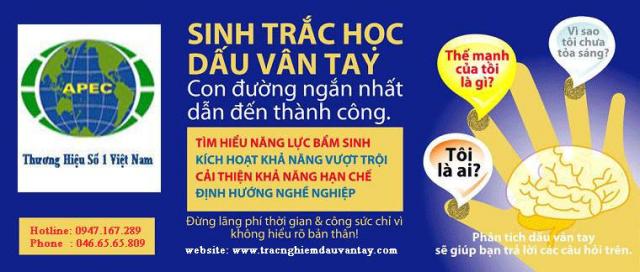 APEC
Thương Hiệu Số 1 Việt Nam
Hotline: 0947.167.289
Phone : 046.65.65.809
SINH TRẮC HỌC
DẤU VÂN TAY
Con đường ngắn nhất
dẫn đến thành công.
TÌM HIỂU NĂNG LỰC BẨM SINH
KÍCH HOẠT KHẢ NĂNG VƯỢT TRỘI
CẢI THIỆN KHẢ NĂNG HẠN CHẾ
ĐỊNH HƯỚNG NGHỀ NGHIỆP
Đừng lãng phí thời gian & công sức chỉ vì
không hiểu rõ bản thân!
website: www.tracnghiemdauvantay.com
Vì sao
tôi chưa
tỏa sáng?
Thế mạnh
của tôi
là gì?
Tôi
là ai?
Phân tích dấu vân tay
sẽ giúp bạn trả lời các câu hỏi trên.